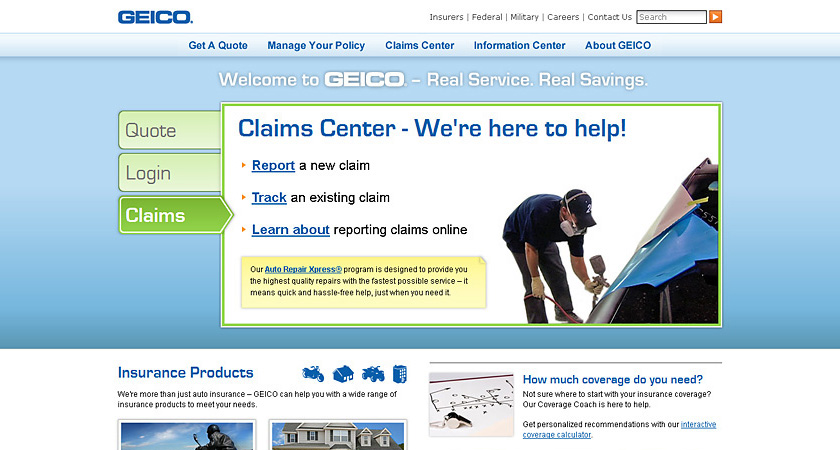 GEICO.
Insurers | Federal | Military | Careers | Contact Us
Search
Get A Quote Manage Your Policy Claims Center Information Center About GEICO
Welcome to GEICO. – Real Service. Real Savings.
Quote
Login
Claims
Claims Center - We're here to help!
Report a new claim
Track an existing claim
Learn about reporting claims online
Our Auto Repair Xpress® program is designed to provide you
the highest quality repairs with the fastest possible service – it
means quick and hassle-free help, just when you need it.
Insurance Products
We're more than just auto insurance – GEICO can help you with a wide range of
insurance products to meet your needs.
How much coverage do you need?
Not sure where to start with your insurance coverage?
Our Coverage Coach is here to help.
Get personalized recommendations with our interactive
coverage calculator.